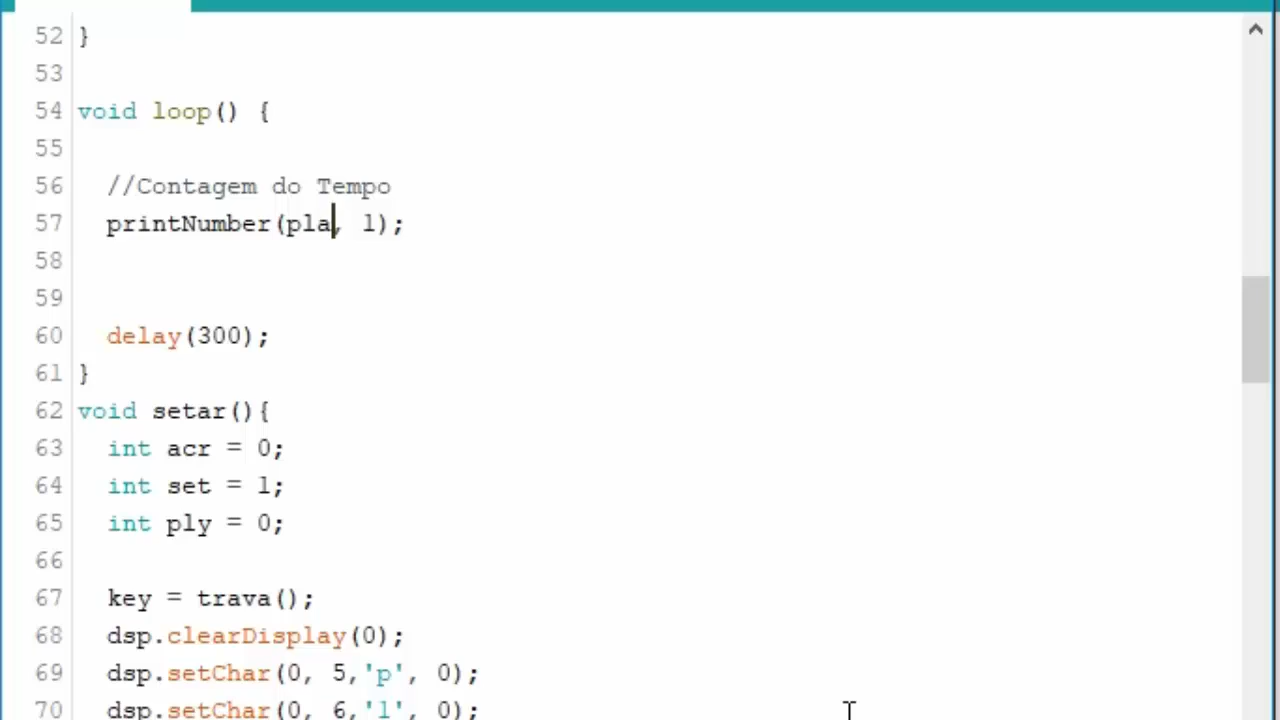 52 }
53
54 void loop() {
55
56 //Contagem do Tempo
57 printNumber(pla, 1);
58
59
60 delay(300);
61 }
62 void setar(){
63 int acr = 0;
64 int set = 1;
65 int ply = 0;
66
67 key = trava();
68 dsp.clearDisplay(0);
69 dsp.setChar(0, 5,'p', 0);
70 dsp.setChar(0, 6,'l', 0);